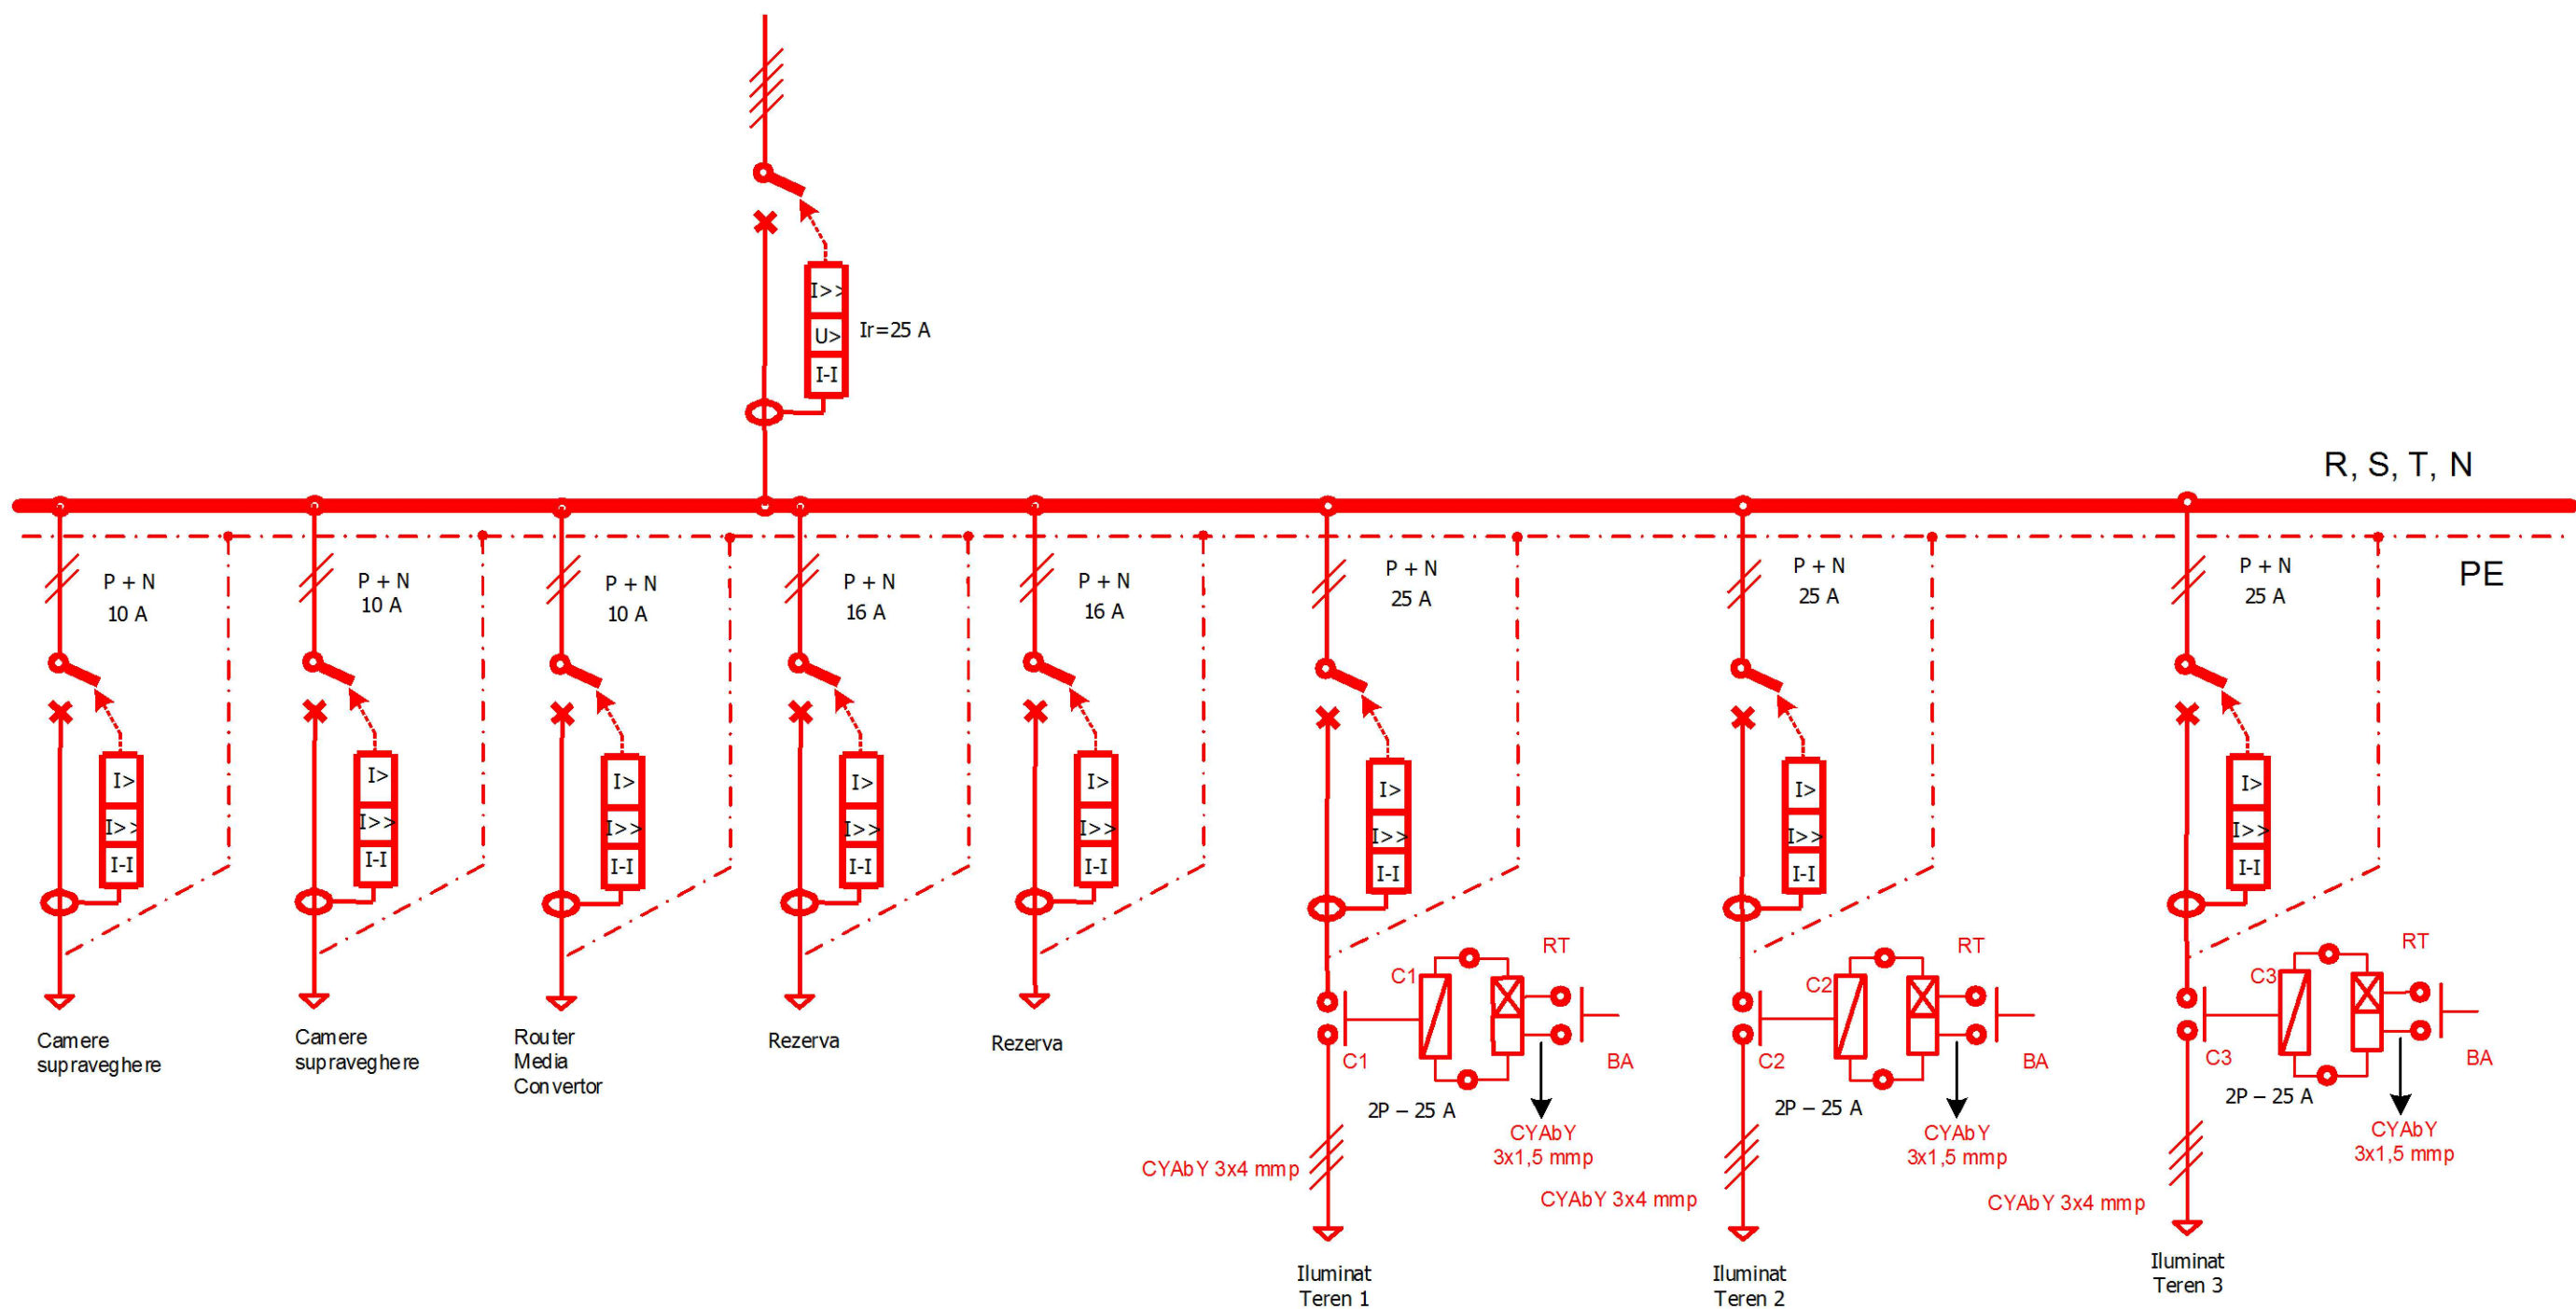 I>>
U>
I-I
Ir=25 A
R, S, T, N
PE
P + N
10 A
P + N
10 A
P + N
10 A
P + N
16 A
P + N
16 A
P + N
25 A
P + N
25 A
P + N
25 A
I>
I>>
I-I
I>
I>>
I-I
I>
I>>
I-I
I>
I>>
I-I
I>
I>>
I-I
I>
I>>
I-I
I>
I>>
I-I
I>
I>>
I-I
Camere
supraveghere
Camere
supraveghere
Router
Media
Convertor
Rezerva
Rezerva
C1
RT
C1
BA
2P – 25 A
CYAbY
3x1,5 mmp
CYAbY 3x4 mmp
Iluminat
Teren 1
C2
RT
C2
BA
2P – 25 A
CYAbY
3x1,5 mmp
CYAbY 3x4 mmp
Iluminat
Teren 2
C3
RT
C3
BA
2P – 25 A
CYAbY
3x1,5 mmp
CYAbY 3x4 mmp
Iluminat
Teren 3